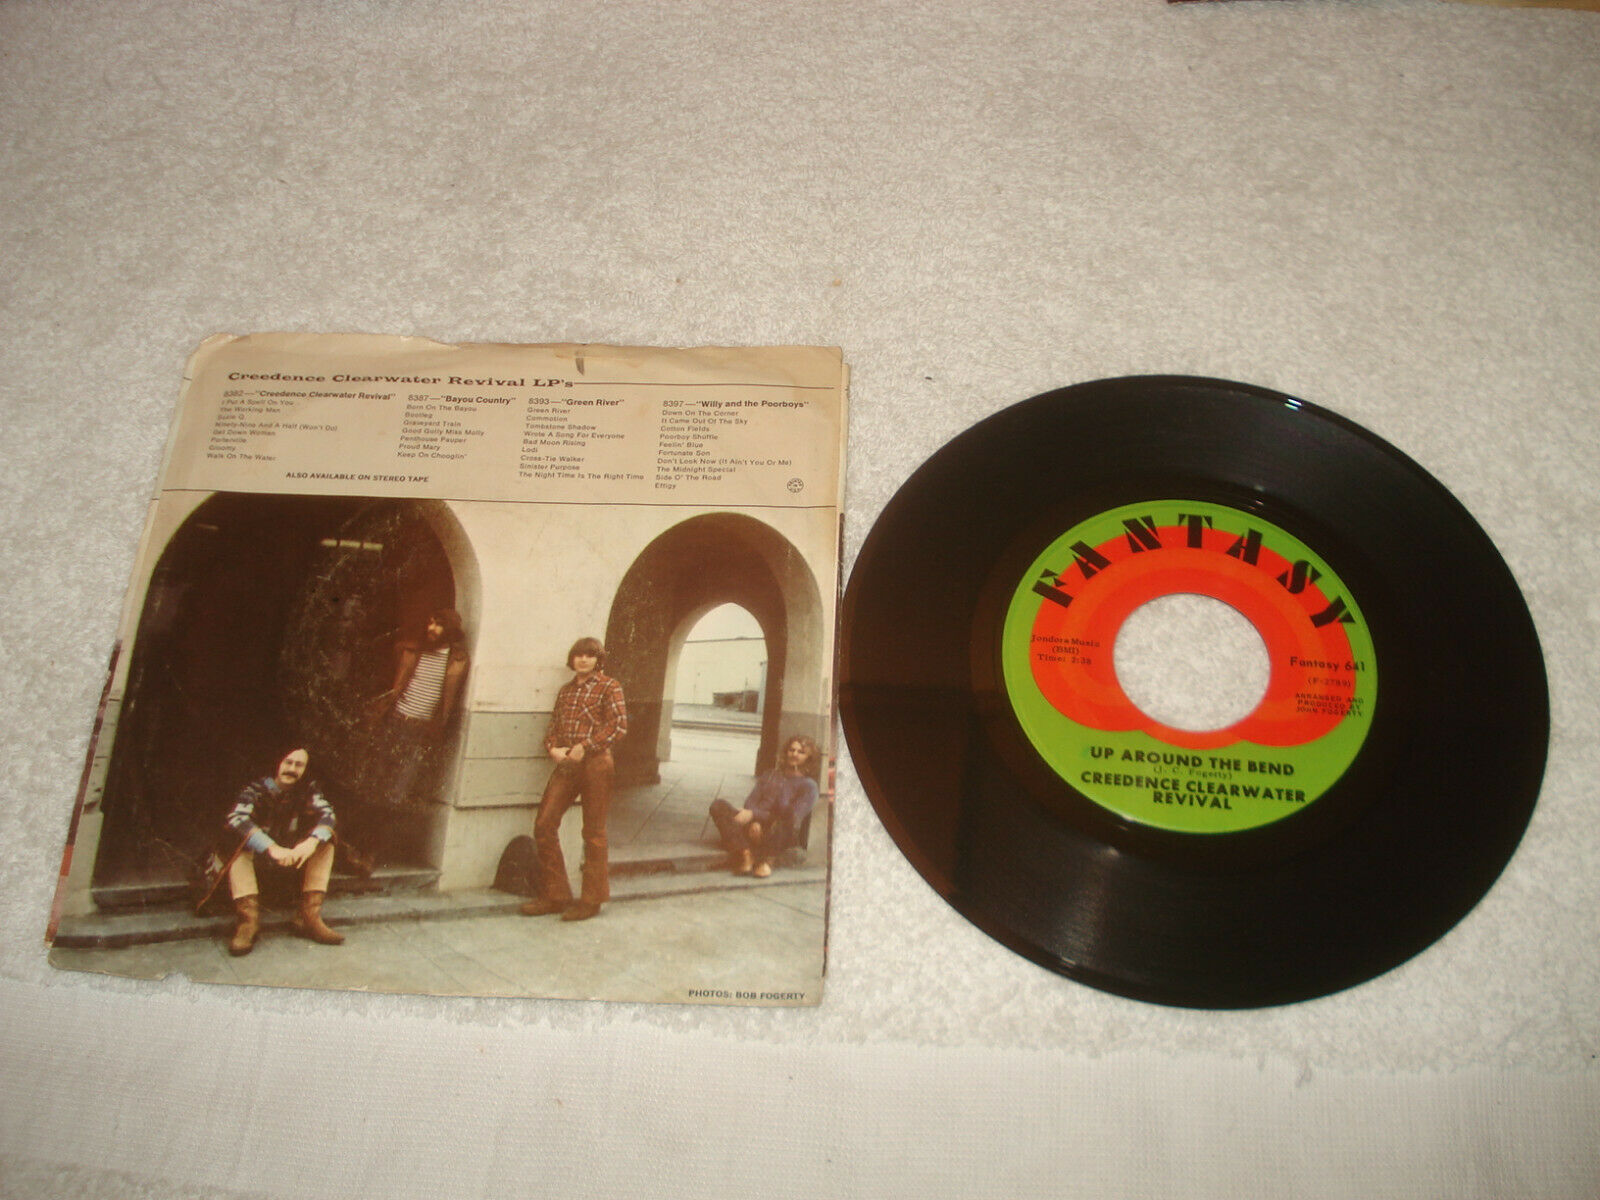 Creedence Clearwater Revival LP's
8382—"Creedence Clearwater Revival"
I Put A Spell On You
the Working Man
Suzie Q
Ninety-Nine And A Half (Won't Do)
Get Down Woman
Porterville
Gloomy
Walk On The Water
8387—"Bayou Country"
Born On The Bayou
Bootleg
Graveyard Train
Good Golly Miss Molly
Penthouse Pauper
Proud Mary
Keep On Chooglin'
8393—"Green River"
Green River
Commotion
Tombstone Shadow
Wrote A Song For Everyone
Bad Moon Rising
Lodi
Cross-Tie Walker
Sinister Purpose
The Night Time Is The Right Time
8397—"Willy and the Poorboys"
Down On The Corner
It Came Out Of The Sky
Cotton Fields
Poorboy Shuffle
Feelin' Blue
Fortunate Son
Don't Look Now (It Ain't You Or Me)
The Midnight Special
Side O' The Road
Effigy
ALSO AVAILABLE ON STEREO TAPE
PHOTOS: BOB FOGERTY
FANTASY
Jondora Music
(BMI)
Time: 2:38
Fantasy 641
(F-2789)
ARRANGED AND
PRODUCED BY
JOHN FOGERTY
UP AROUND THE BEND
(J. C. Fogerty)
CREEDENCE CLEARWATER
REVIVAL